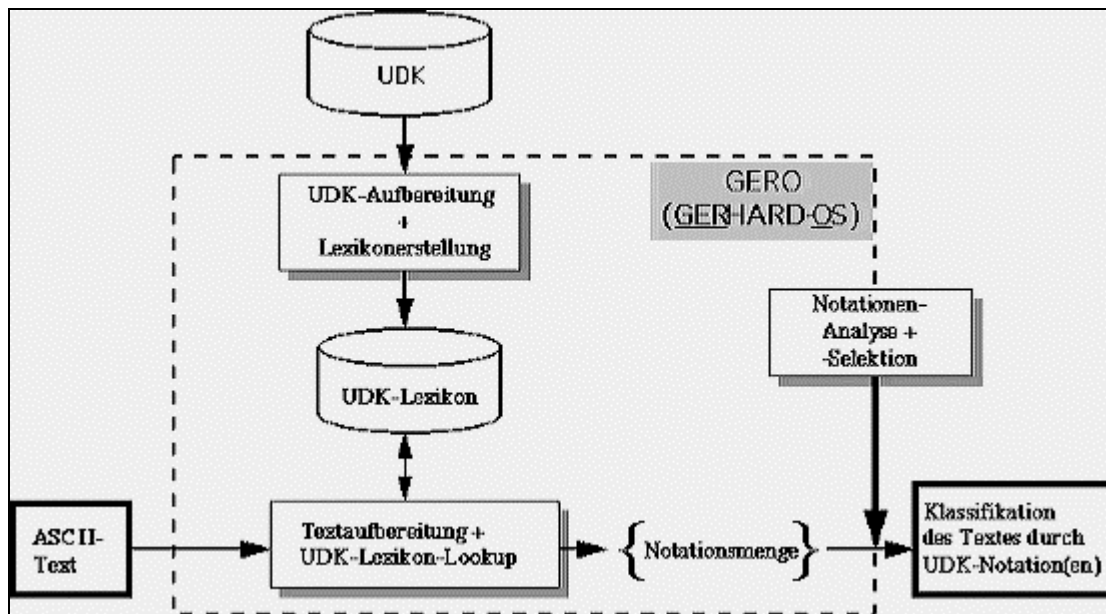 UDK
UDK-Aufbereitung
+
Lexikonerstellung
GERO
(GERHARD-OS)
Notationen-
Analyse +
-Selektion
UDK-Lexikon
ASCII-
Text
Textaufbereitung +
UDK-Lexikon-Lookup
{Notationsmenge}
Klassifikation
des Textes durch
UDK-Notation(en)